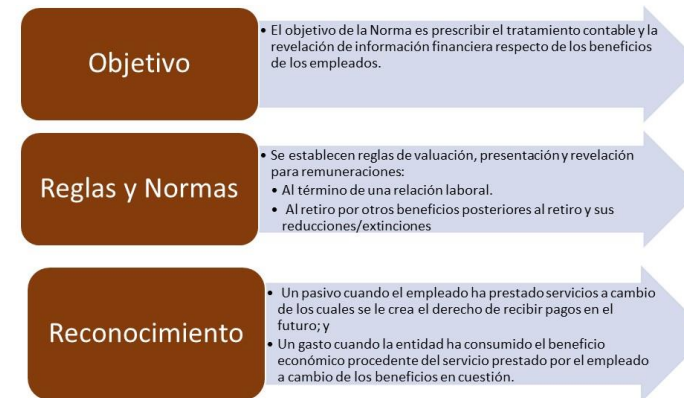 Objetivo
• El objetivo de la Norma es prescribir el tratamiento contable y la
revelación de información financiera respecto de los beneficios
de los empleados.
Reglas y Normas
• Se establecen reglas de valuación, presentación y revelación
para remuneraciones:
• Al término de una relación laboral.
• Al retiro por otros beneficios posteriores al retiro y sus
reducciones/extinciones
Reconocimiento
• Un pasivo cuando el empleado ha prestado servicios a cambio
de los cuales se le crea el derecho de recibir pagos en el
futuro; y
• Un gasto cuando la entidad ha consumido el beneficio
económico procedente del servicio prestado por el empleado
a cambio de los beneficios en cuestión.